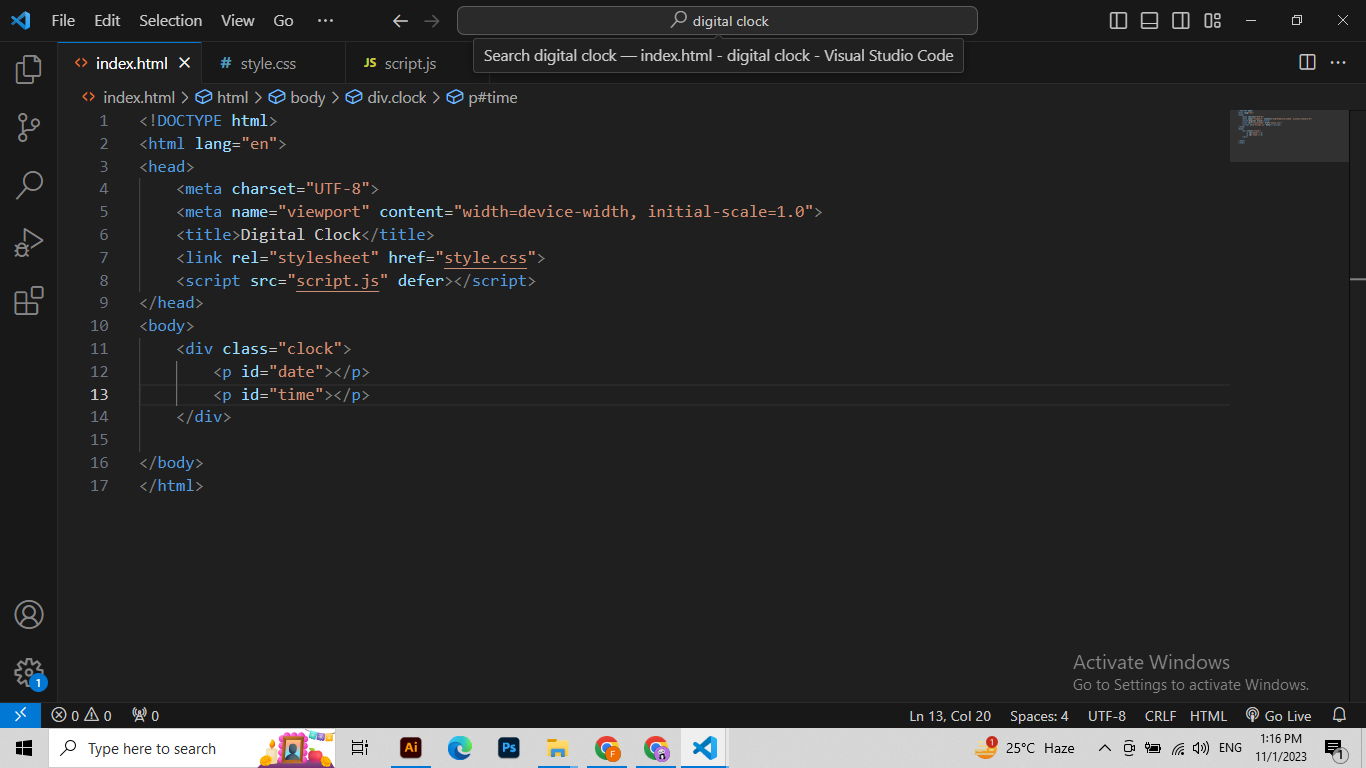 File Edit Selection View Go ··· digital clock
Search digital clock — index.html - digital clock - Visual Studio Code
index.html # style.css JS script.js
index.html > html > body > div.clock > p#time
1 <!DOCTYPE html>
2 <html lang="en">
3 <head>
4 <meta charset="UTF-8">
5 <meta name="viewport" content="width=device-width, initial-scale=1.0">
6 <title>Digital Clock</title>
7 <link rel="stylesheet" href="style.css">
8 <script src="script.js" defer></script>
9 </head>
10 <body>
11 <div class="clock">
12 <p id="date"></p>
13 <p id="time"></p>
14 </div>
15
16 </body>
17 </html>
Activate Windows
Go to Settings to activate Windows.
1
0 0 0 Ln 13, Col 20 Spaces: 4 UTF-8 CRLF HTML Go Live
Type here to search Ai Ps F 1 25°C Haze ENG 1:16 PM 1
11/1/2023